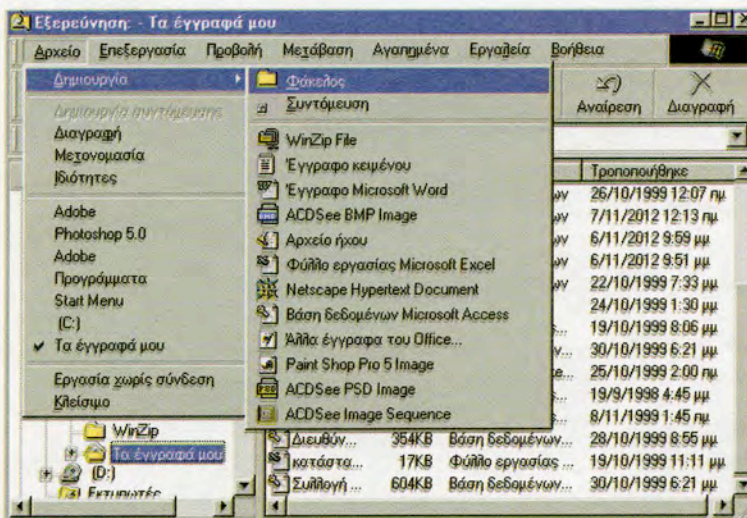 Εξερεύνηση: - Τα έγγραφά μου
Αρχείο Επεξεργασία Προβολή Μετάβαση Αγαπημένα Εργαλεία Βοήθεια
Δημιουργία
Δημιουργία συντόμευσης
Διαγραφή
Μετονομασία
Ιδιότητες
Adobe
Photoshop 5.0
Adobe
Προγράμματα
Start Menu
(C:)
Τα έγγραφά μου
Εργασία χωρίς σύνδεση
Κλείσιμο
Φάκελος
Συντόμευση
WinZip File
Έγγραφο κειμένου
Έγγραφο Microsoft Word
ACDSee BMP Image
Αρχείο ήχου
Φύλλο εργασίας Microsoft Excel
Netscape Hypertext Document
Βάση δεδομένων Microsoft Access
Άλλα έγγραφα του Office...
Paint Shop Pro 5 Image
ACDSee PSD Image
ACDSee Image Sequence
Αναίρεση Διαγραφή
Τροποποιήθηκε
ων 26/10/1999 12:07 πμ
ων 7/11/2012 12:13 πμ
ων 6/11/2012 9:59 μμ
ων 6/11/2012 9:51 μμ
ων 22/10/1999 7:33 μμ
24/10/1999 1:30 μμ
ς... 19/10/1999 8:06 μμ
ν... 30/10/1999 6:21 μμ
ε... 25/10/1999 2:00 πμ
ς... 19/9/1998 4:45 μμ
ς... 8/11/1999 1:45 πμ
WinZip
Τα έγγραφά μου
(D:)
Εκτυπωτές
Διευθύν... 354KB Βάση δεδομένων... 28/10/1999 8:55 μμ
κατάστα... 17KB Φύλλο εργασίας ... 19/10/1999 11:11 μμ
Συλλογή ... 604KB Βάση δεδομένων... 30/10/1999 6:21 μμ